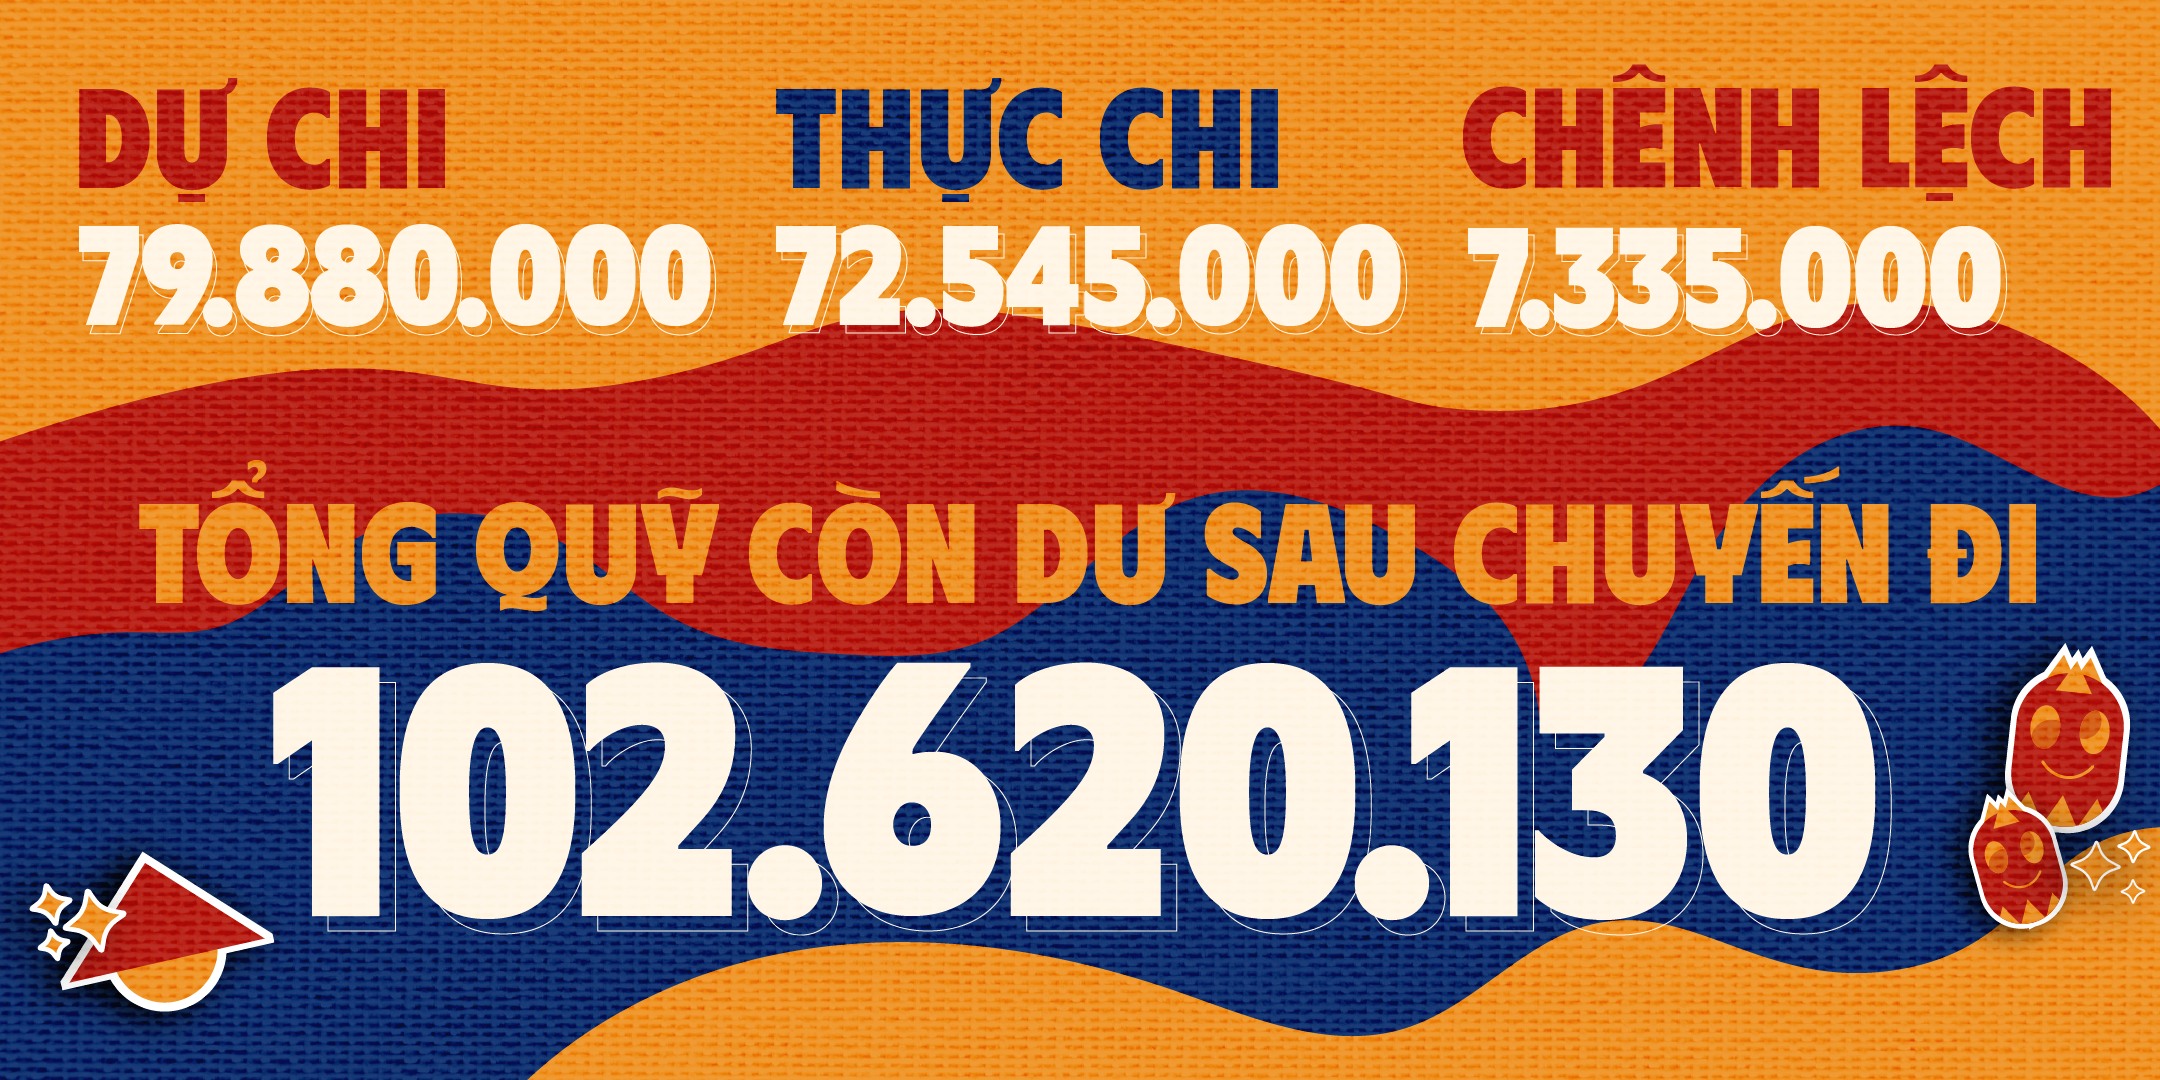 DỰ CHI THỰC CHI CHÊNH LỆCH
79.880.000 72.545.000 7.335.000
TỔNG QUỸ CÒN DƯ SAU CHUYẾN ĐI
102.620.130